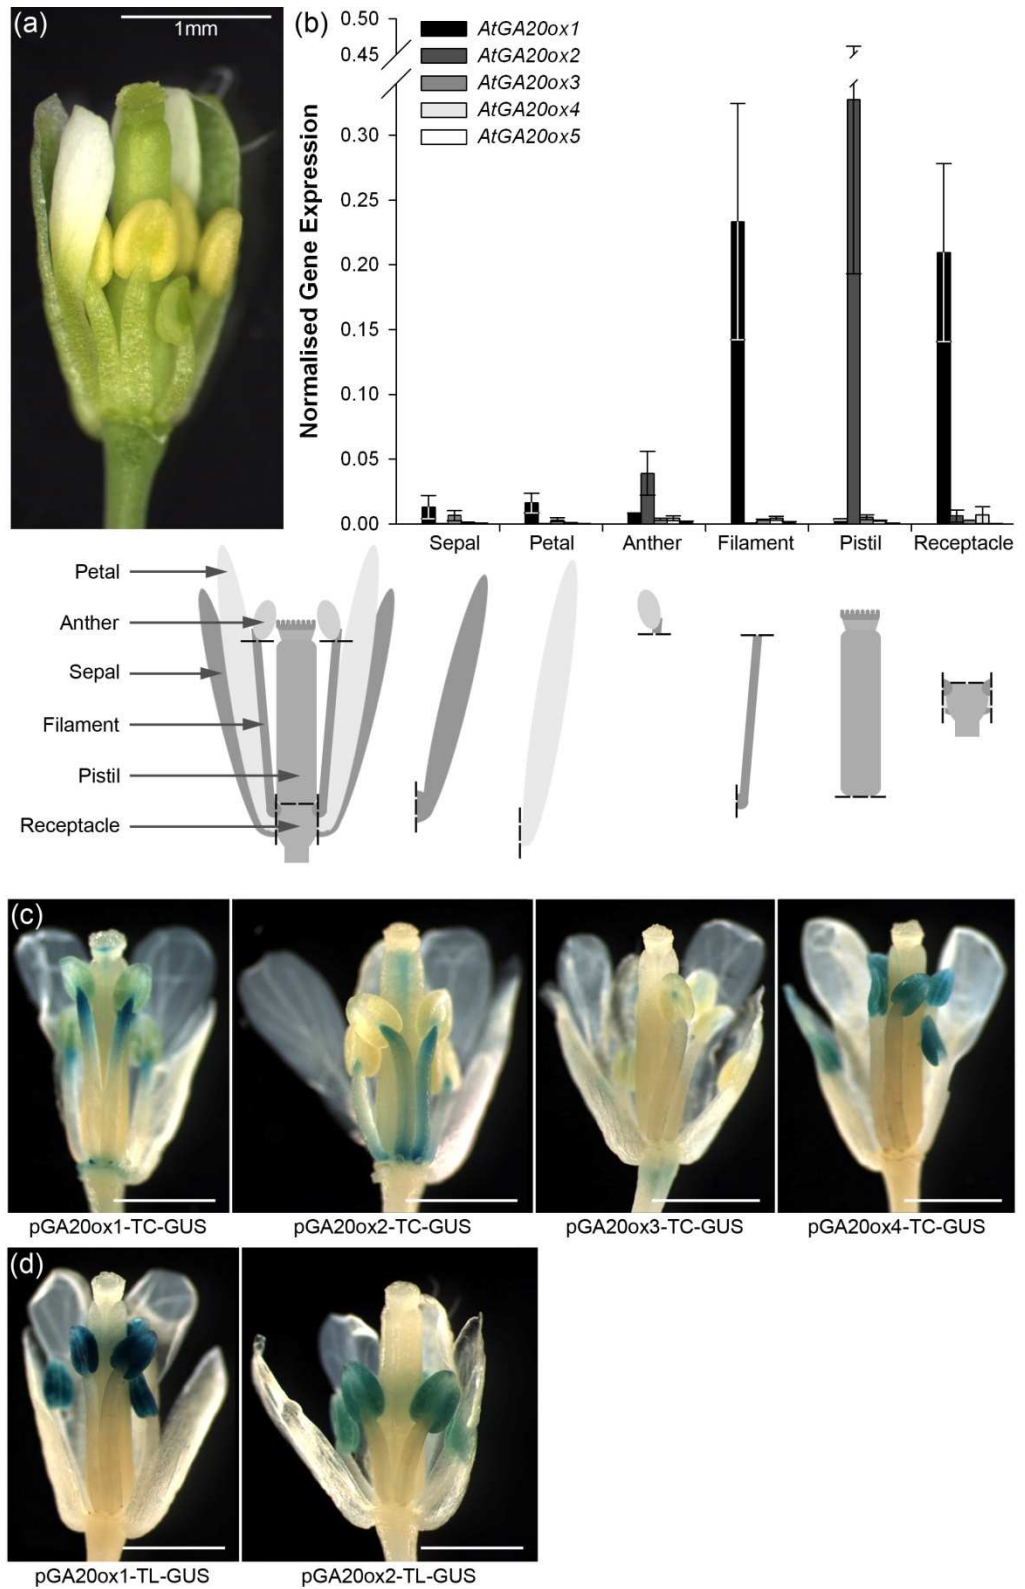 (a)
1mm
(b)
0.50
0.45
0.30
0.25
0.20
0.15
0.10
0.05
0.00
Normalised Gene Expression
AtGA20ox1
AtGA20ox2
AtGA20ox3
AtGA20ox4
AtGA20ox5
Sepal Petal Anther Filament Pistil Receptacle
Petal
Anther
Sepal
Filament
Pistil
Receptacle
(c)
pGA20ox1-TC-GUS pGA20ox2-TC-GUS pGA20ox3-TC-GUS pGA20ox4-TC-GUS
(d)
pGA20ox1-TL-GUS pGA20ox2-TL-GUS